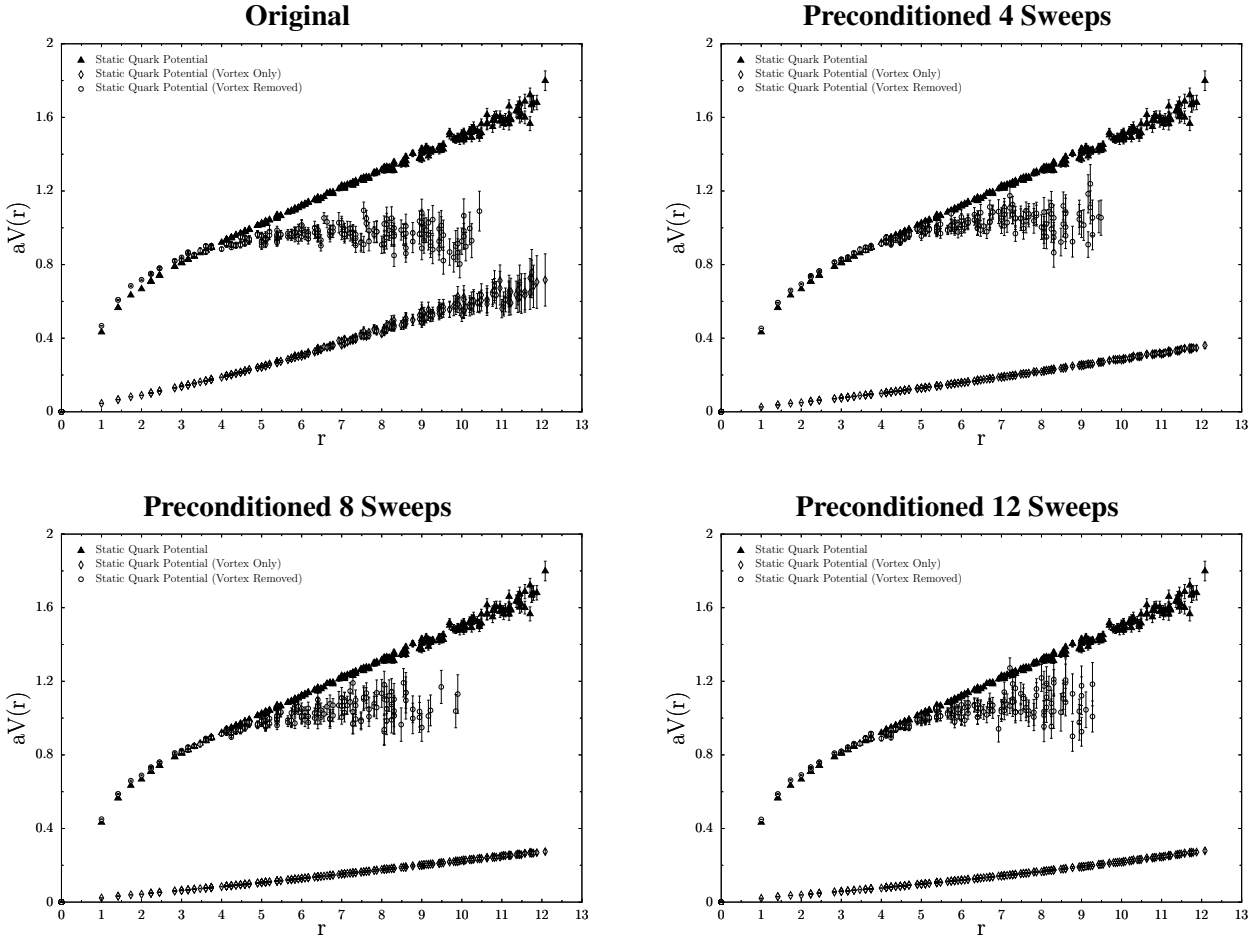 Original
2
1.6
1.2
0.8
0.4
0
aV(r)
Static Quark Potential
Static Quark Potential (Vortex Only)
Static Quark Potential (Vortex Removed)
0 1 2 3 4 5 6 7 8 9 10 11 12 13
r
Preconditioned 4 Sweeps
2
1.6
1.2
0.8
0.4
0
aV(r)
Static Quark Potential
Static Quark Potential (Vortex Only)
Static Quark Potential (Vortex Removed)
0 1 2 3 4 5 6 7 8 9 10 11 12 13
r
Preconditioned 8 Sweeps
2
1.6
1.2
0.8
0.4
0
aV(r)
Static Quark Potential
Static Quark Potential (Vortex Only)
Static Quark Potential (Vortex Removed)
0 1 2 3 4 5 6 7 8 9 10 11 12 13
r
Preconditioned 12 Sweeps
2
1.6
1.2
0.8
0.4
0
aV(r)
Static Quark Potential
Static Quark Potential (Vortex Only)
Static Quark Potential (Vortex Removed)
0 1 2 3 4 5 6 7 8 9 10 11 12 13
r